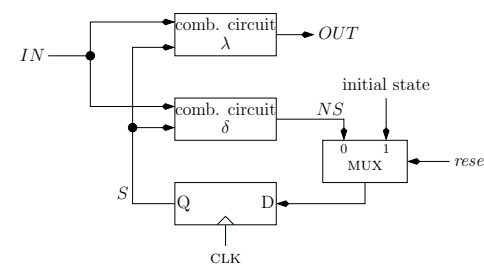 comb. circuit
λ
OUT
IN
initial state
comb. circuit
δ
NS
0 1
MUX
rese
S
Q D
CLK